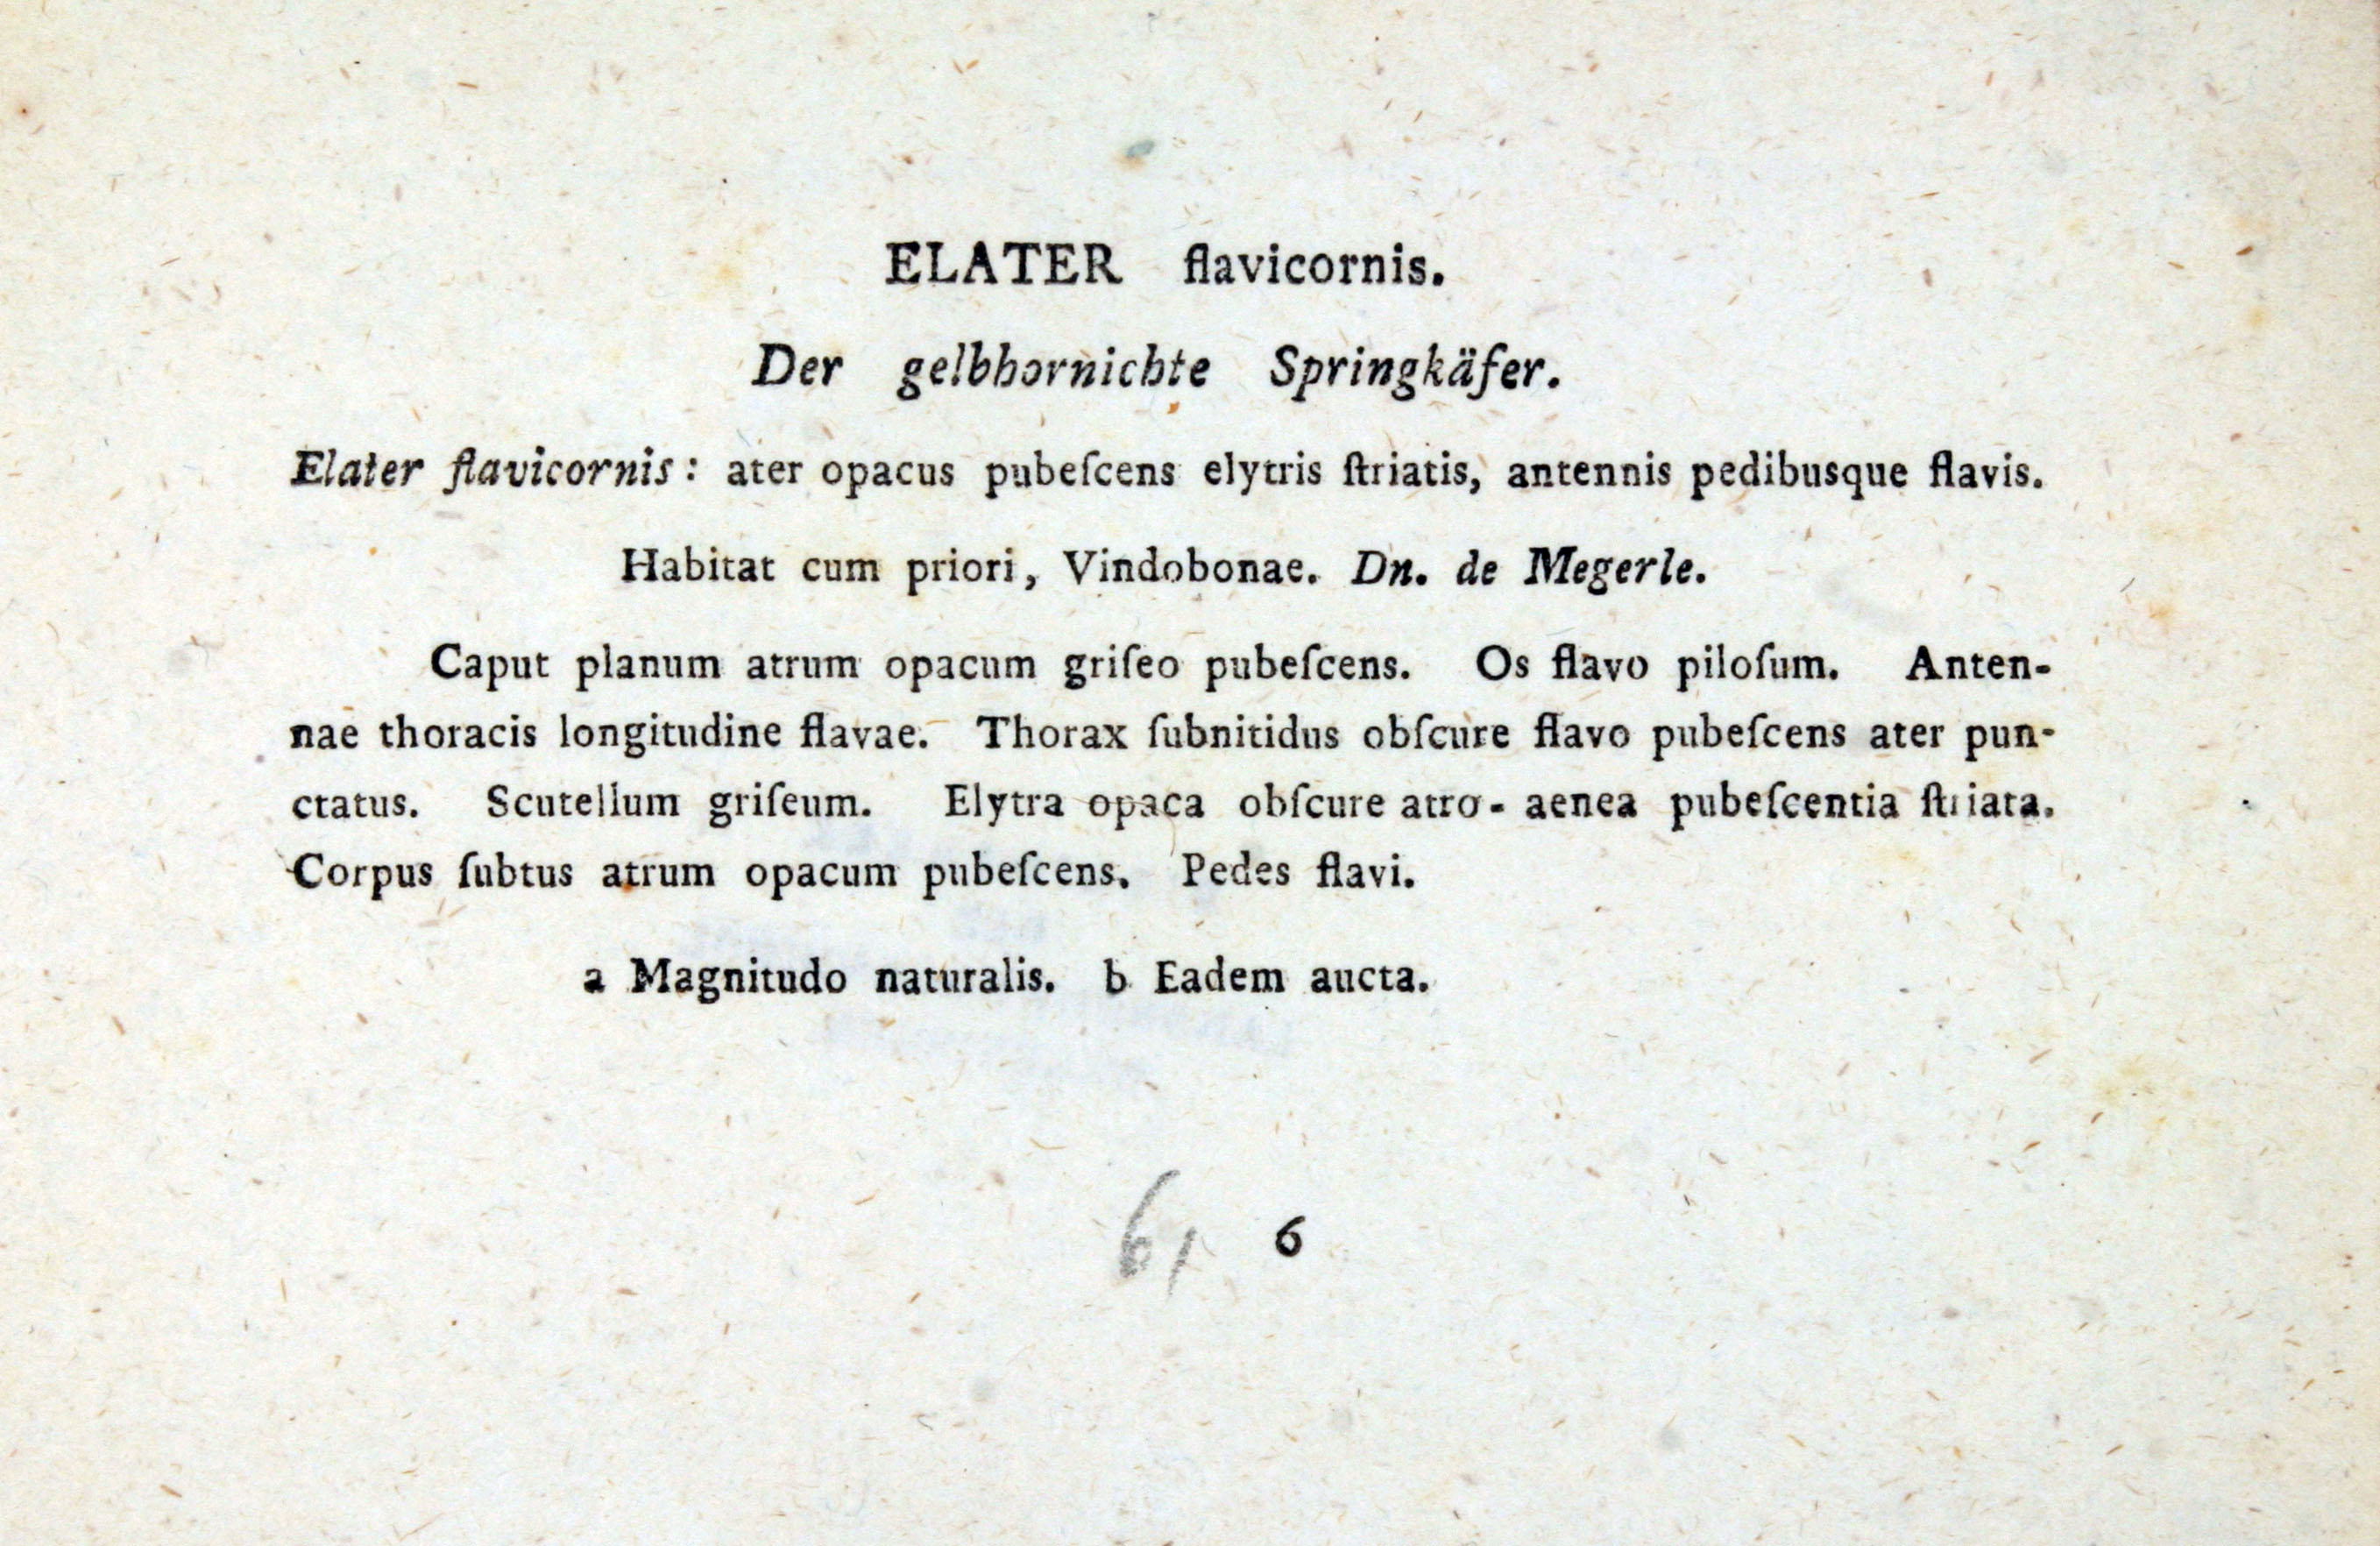 ELATER flavicornis.
Der gelbhornichte Springkäfer.
Elater flavicornis: ater opacus pubeſcens elytris ſtriatis, antennis pedibusque flavis.
Habitat cum priori, Vindobonae. Dn. de Megerle.
Caput planum atrum opacum griſeo pubeſcens. Os flavo piloſum. Anten-
nae thoracis longitudine flavae. Thorax ſubnitidus obſcure flavo pubeſcens ater pun-
ctatus. Scutellum griſeum. Elytra opaca obſcure atro-aenea pubeſcentia ſtriata.
Corpus ſubtus atrum opacum pubeſcens. Pedes flavi.
a Magnitudo naturalis. b Eadem aucta.
61 6